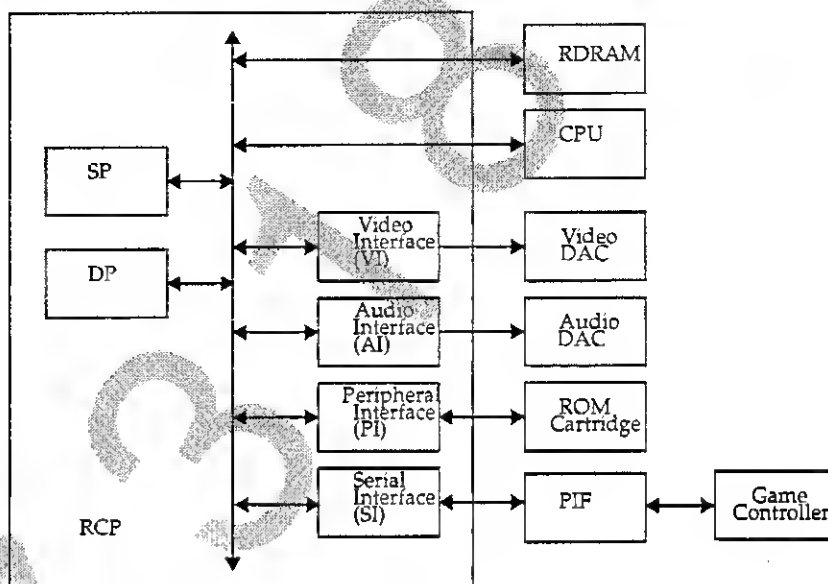 RDRAM
CPU
SP
Video
Interface
(VI)
Video
DAC
DP
Audio
Interface
(AI)
Audio
DAC
Peripheral
Interface
(PI)
ROM
Cartridge
Serial
Interface
(SI)
PIF
Game
Controller
RCP